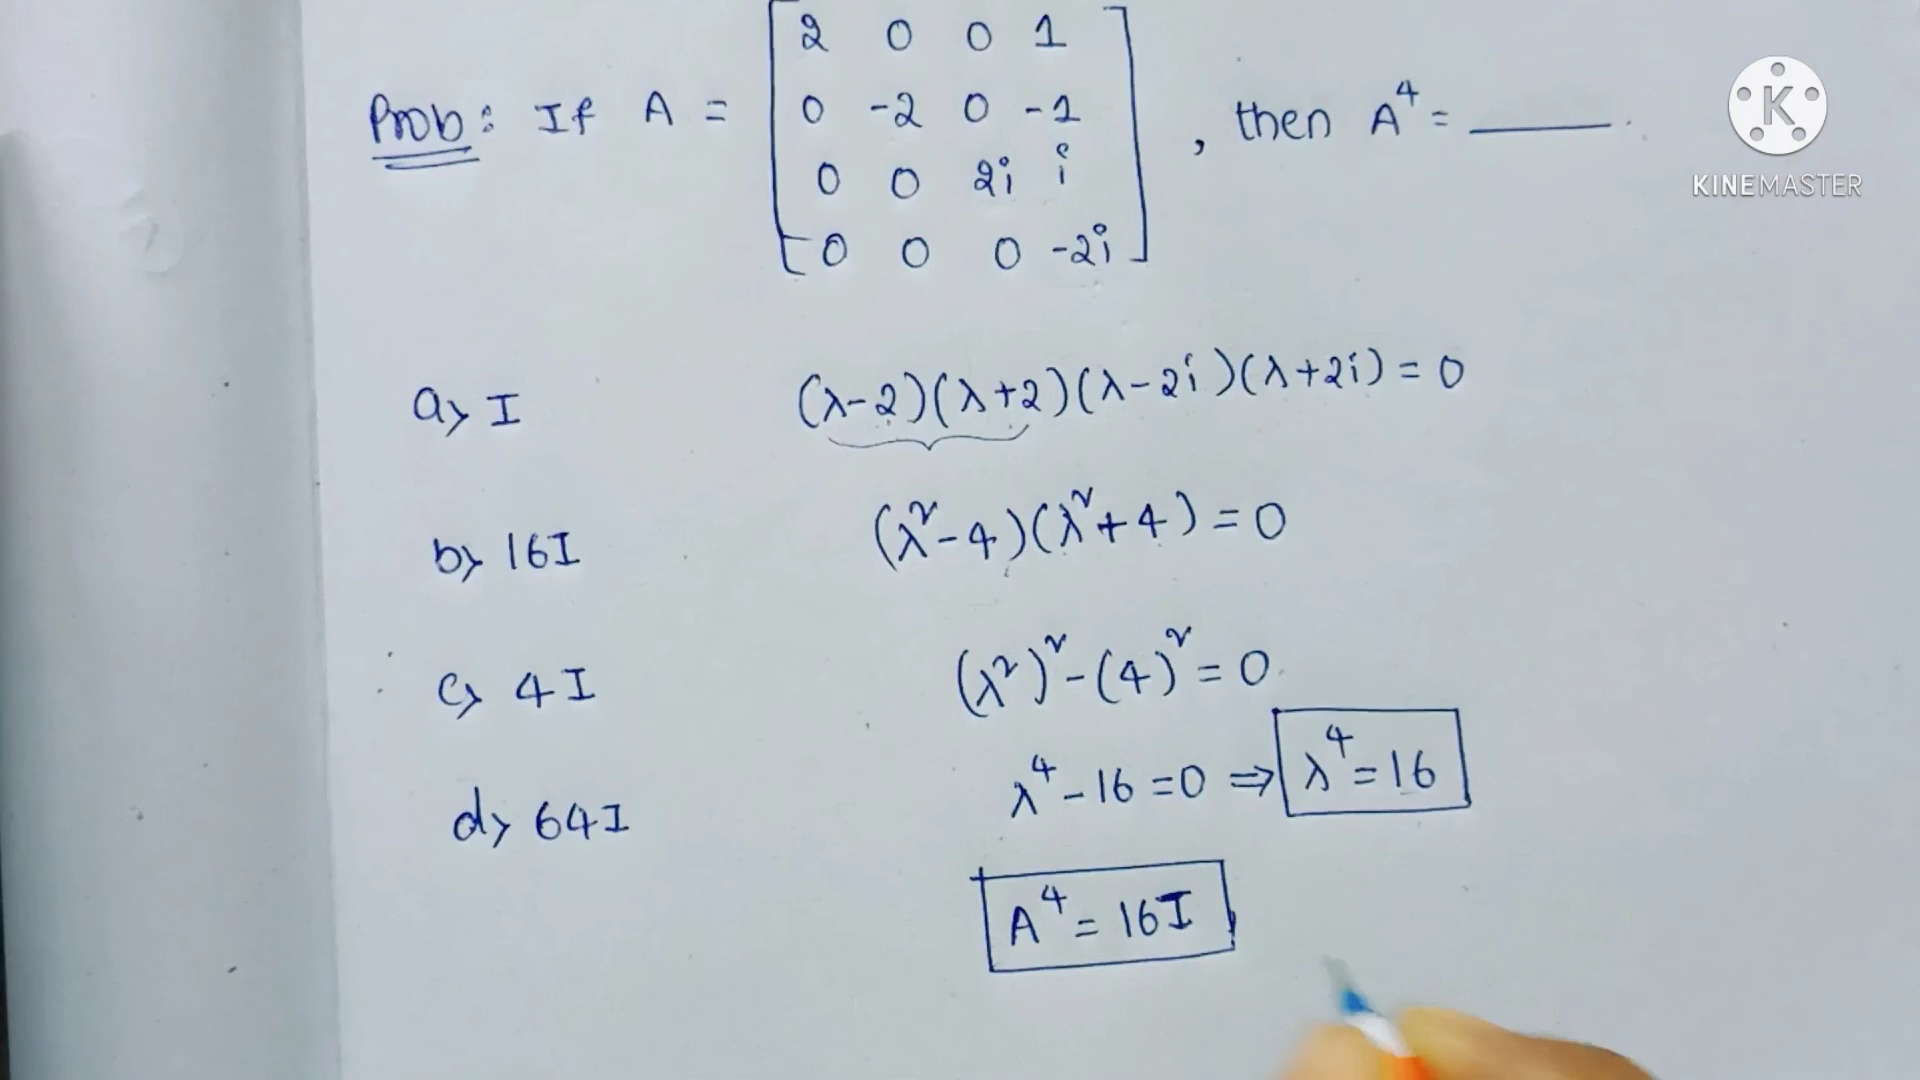 2 0 0 1
Prob: If A = 0 -2 0 -1 , then A⁴ = ______.
0 0 2i i
0 0 0 -2i
KINEMASTER
a) I (λ-2)(λ+2)(λ-2i)(λ+2i) = 0
b) 16I (λ²-4)(λ²+4) = 0
c) 4I (λ²)²-(4)² = 0
d) 64I λ⁴-16=0 ⇒ λ⁴=16
A⁴ = 16I